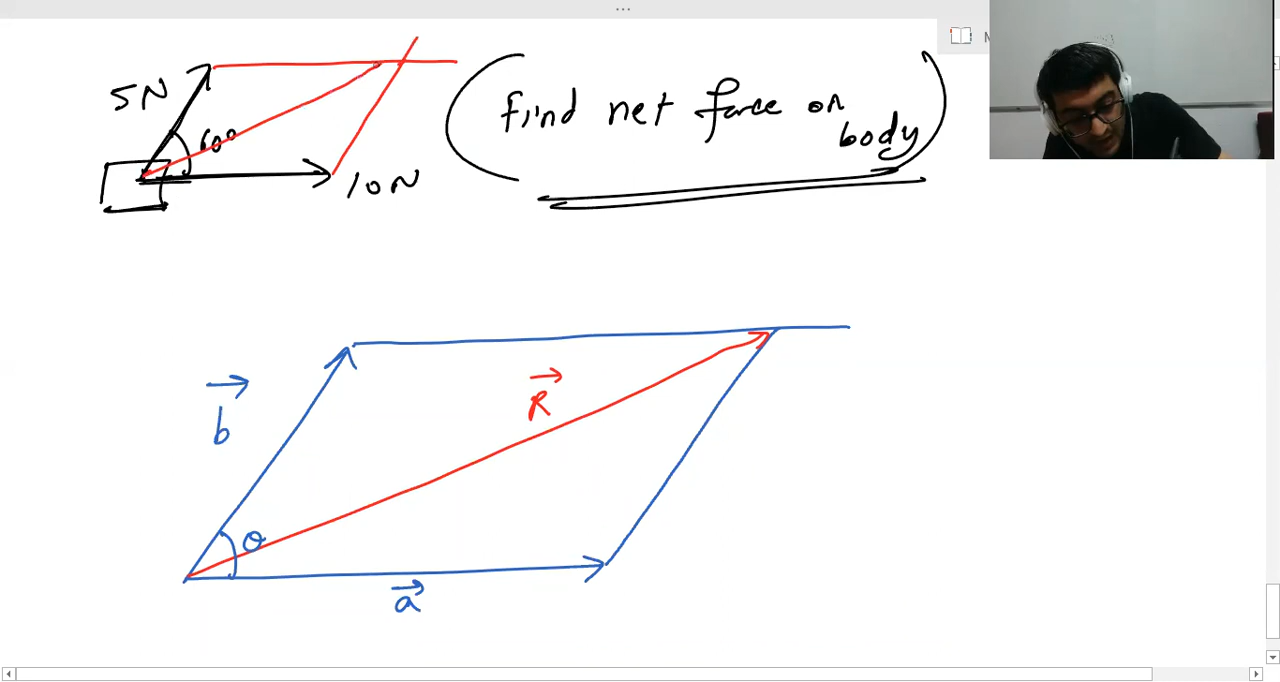 5N
60°
10N
(find net force on
body)
b
R
θ
a